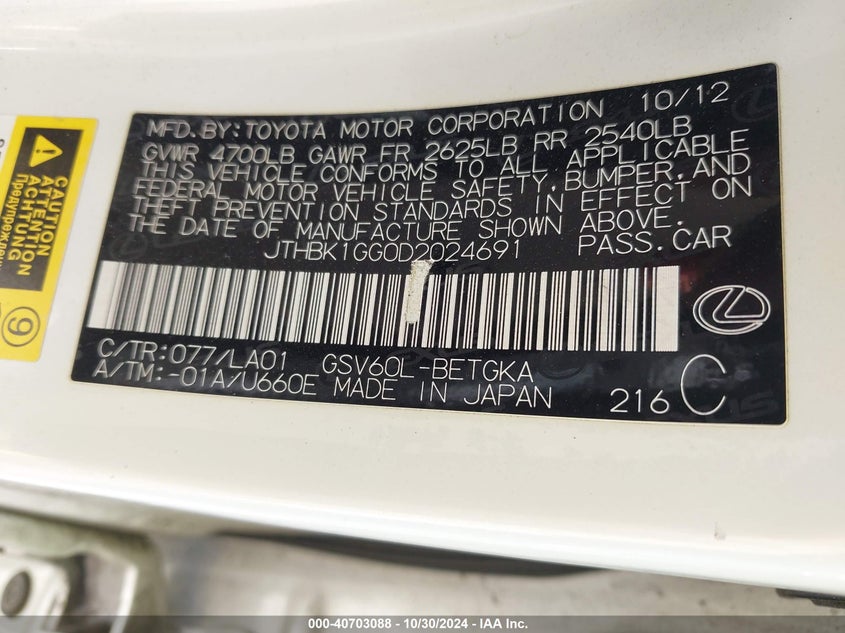 MFD.BY:TOYOTA MOTOR CORPORATION 10/12
GVWR 4700LB GAWR FR 2625LB RR 2540LB
THIS VEHICLE CONFORMS TO ALL APPLICABLE
FEDERAL MOTOR VEHICLE SAFETY,BUMPER,AND
THEFT PREVENTION STANDARDS IN EFFECT ON
THE DATE OF MANUFACTURE SHOWN ABOVE.
JTHBK1GG0D2024691 PASS.CAR
C/TR:077/LA01 GSV60L-BETGKA
A/TM:-01A/U660E MADE IN JAPAN
216 C
CAUTION
ATTENTION
ACHTUNG
9
000-40703088 - 10/30/2024 - IAA Inc.